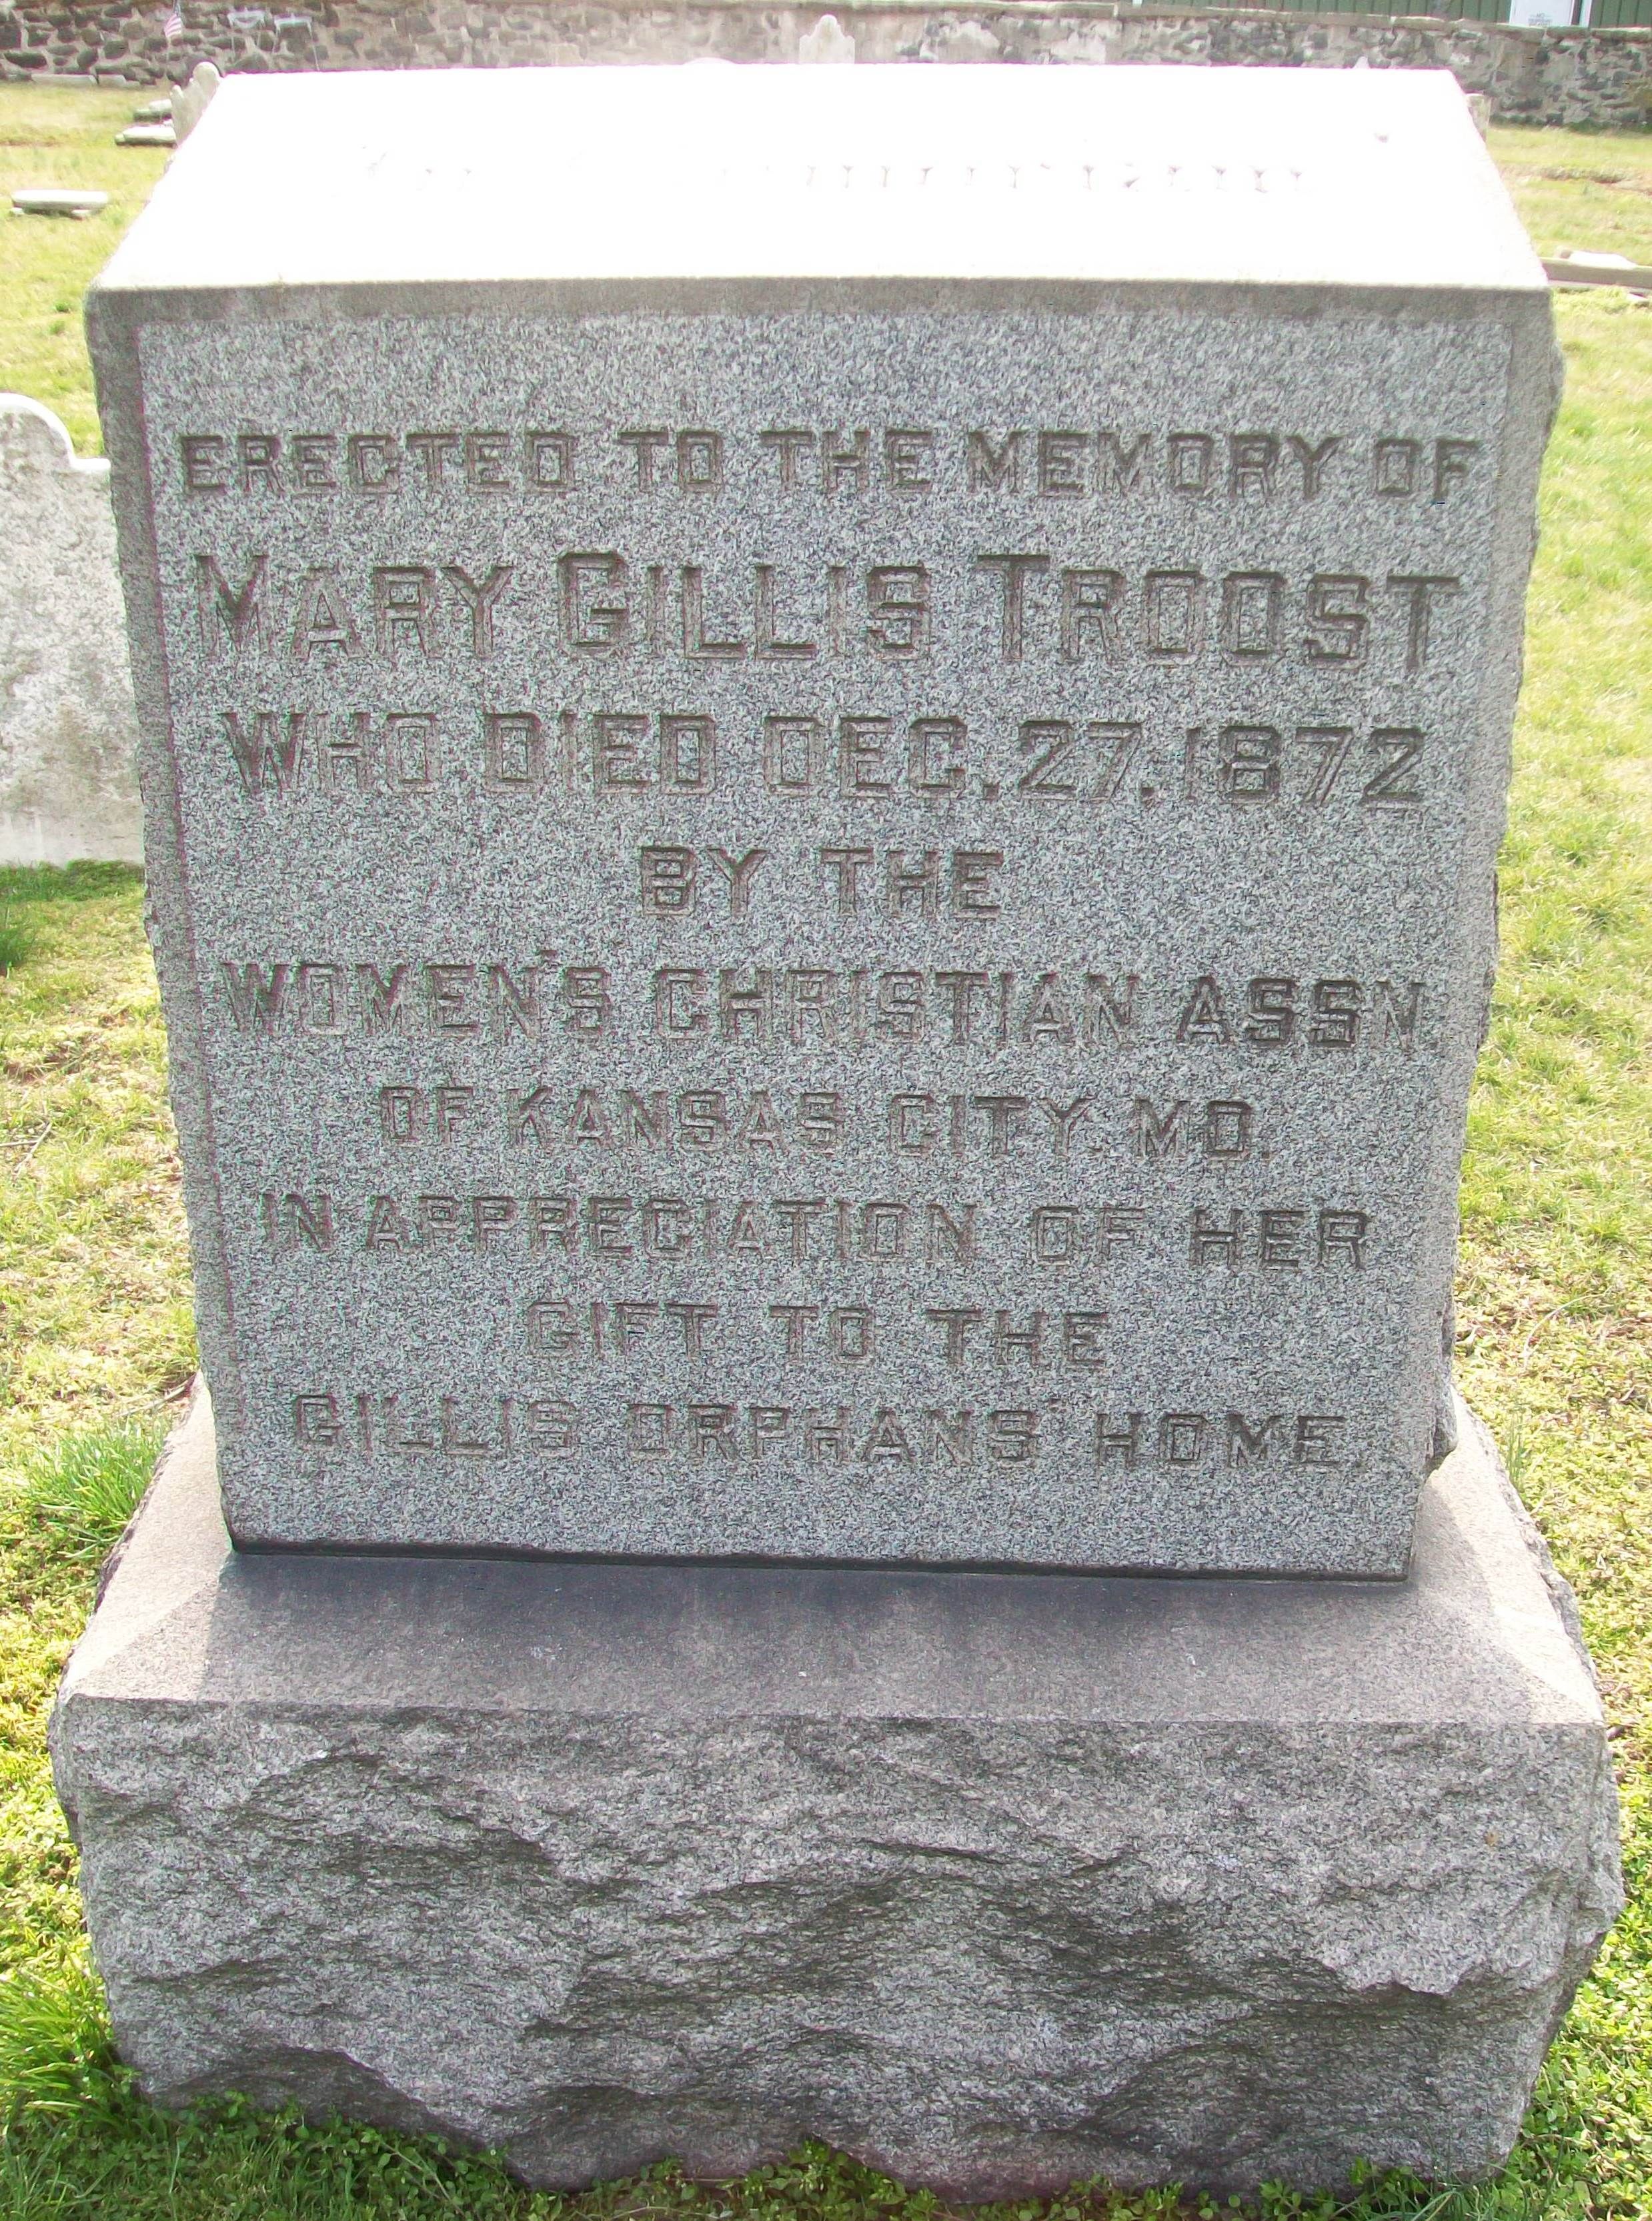 ERECTED TO THE MEMORY OF
MARY GILLIS TROOST
WHO DIED DEC. 27, 1872
BY THE
WOMEN'S CHRISTIAN ASSN
OF KANSAS CITY, MO.
IN APPRECIATION OF HER
GIFT TO THE
GILLIS ORPHANS' HOME.